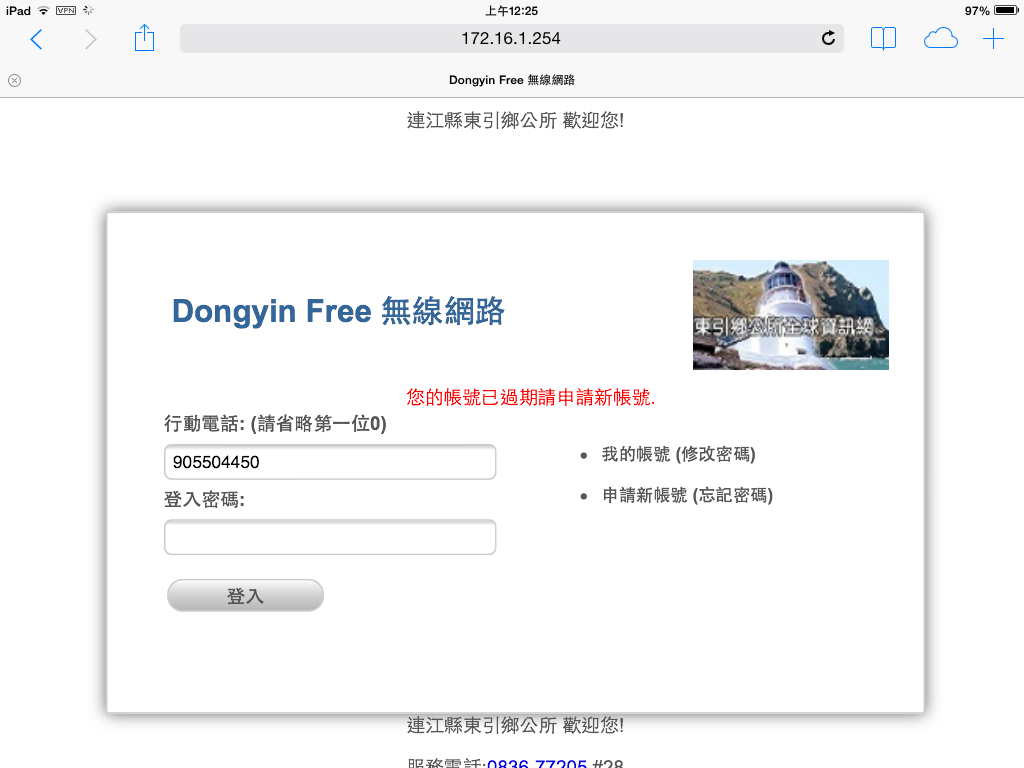 iPad VPN 上午12:25 97%
172.16.1.254
Dongyin Free 無線網路
連江縣東引鄉公所 歡迎您!
Dongyin Free 無線網路
東引鄉公所全球資訊網
您的帳號已過期請申請新帳號.
行動電話: (請省略第一位0)
905504450
我的帳號 (修改密碼)
登入密碼:
申請新帳號 (忘記密碼)
登入
連江縣東引鄉公所 歡迎您!
服務電話:0836-77205 #28